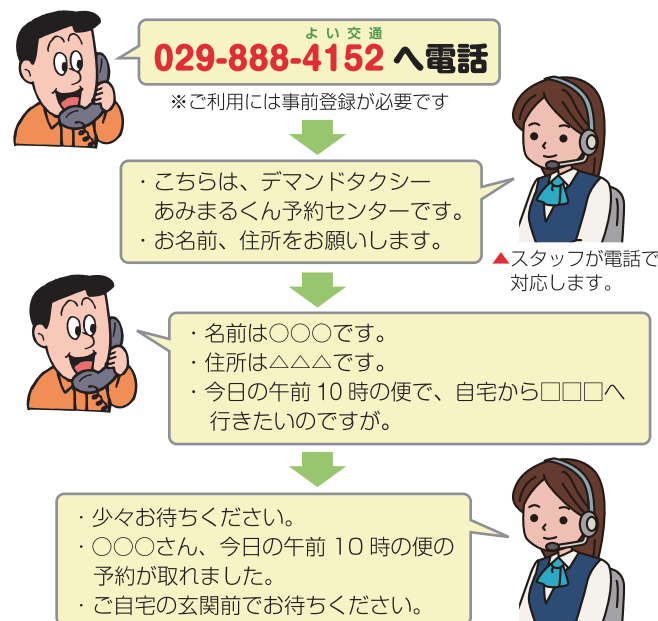 よい交通
029-888-4152 へ電話
※ご利用には事前登録が必要です
・こちらは、デマンドタクシー
あみまるくん予約センターです。
・お名前、住所をお願いします。
▲スタッフが電話で
対応します。
・名前は○○○です。
・住所は△△△です。
・今日の午前10時の便で、自宅から□□□へ
行きたいのですが。
・少々お待ちください。
・○○○さん、今日の午前10時の便の
予約が取れました。
・ご自宅の玄関前でお待ちください。